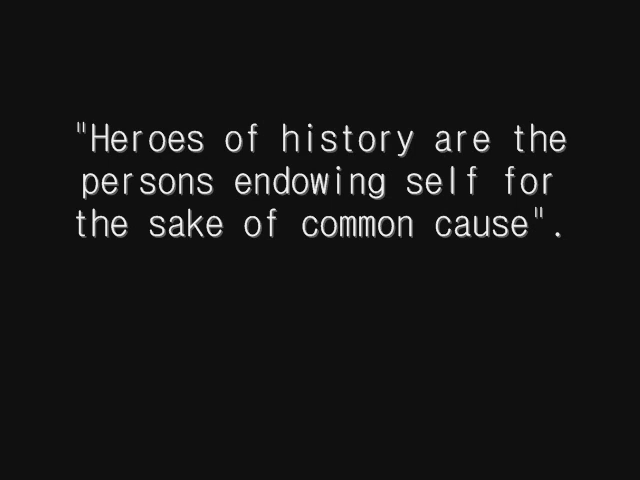 "Heroes of history are the
persons endowing self for
the sake of common cause".